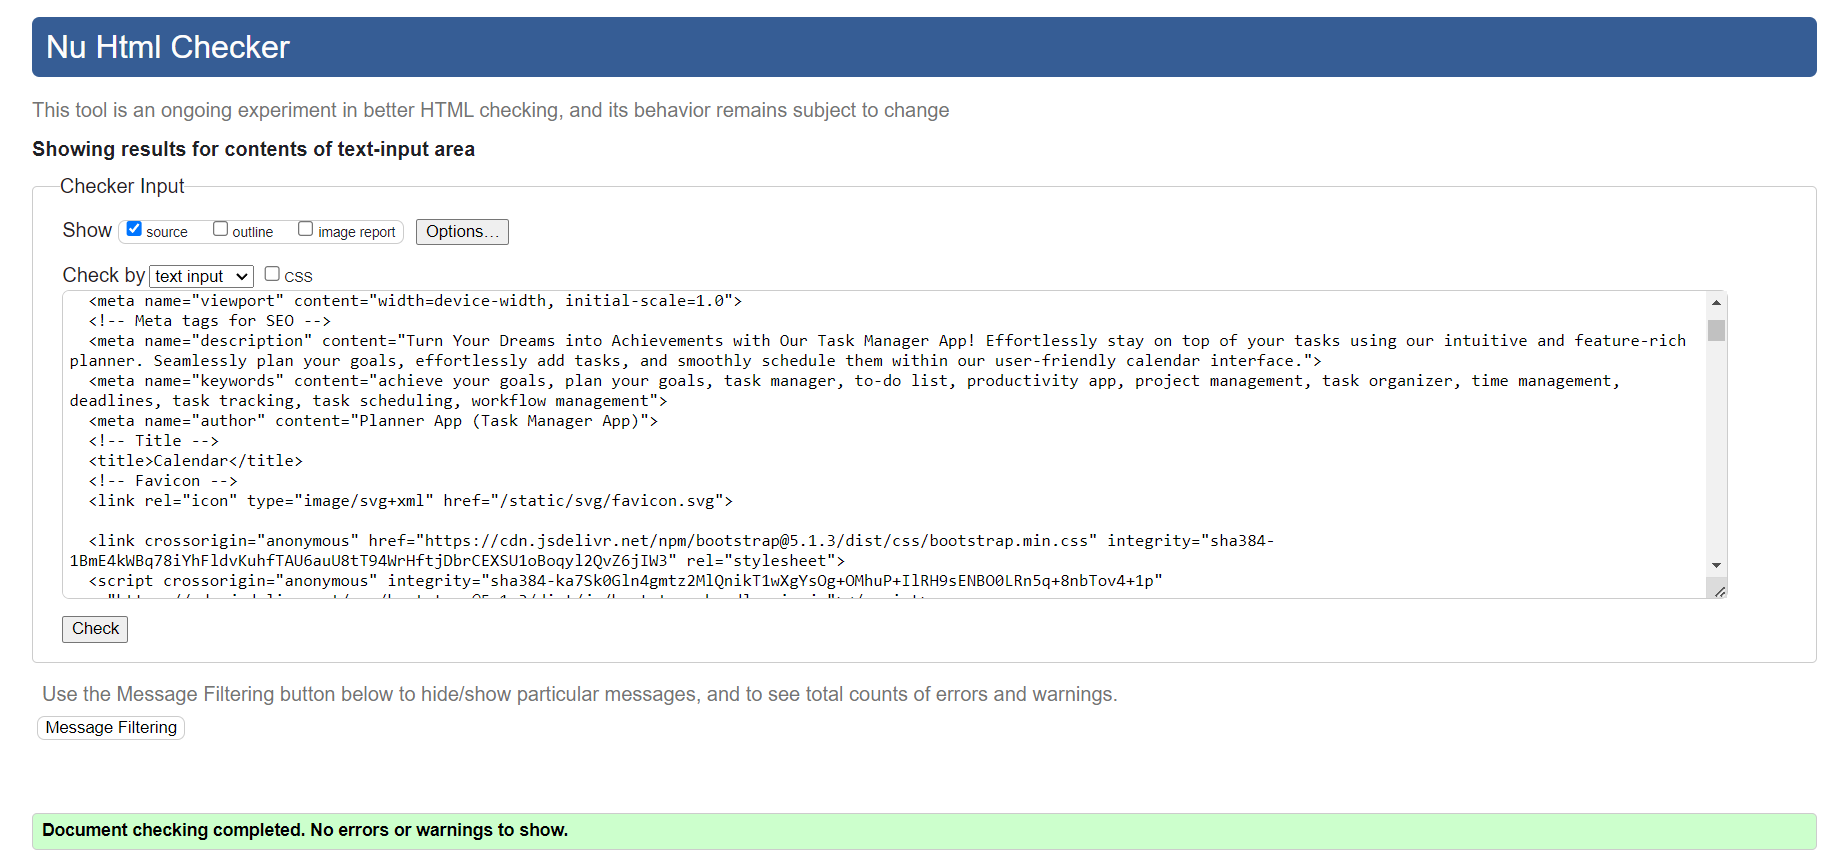 Nu Html Checker
This tool is an ongoing experiment in better HTML checking, and its behavior remains subject to change
Showing results for contents of text-input area
Checker Input
Show source outline image report Options...
Check by text input CSS
<meta name="viewport" content="width=device-width, initial-scale=1.0">
<!-- Meta tags for SEO -->
<meta name="description" content="Turn Your Dreams into Achievements with Our Task Manager App! Effortlessly stay on top of your tasks using our intuitive and feature-rich
planner. Seamlessly plan your goals, effortlessly add tasks, and smoothly schedule them within our user-friendly calendar interface.">
<meta name="keywords" content="achieve your goals, plan your goals, task manager, to-do list, productivity app, project management, task organizer, time management,
deadlines, task tracking, task scheduling, workflow management">
<meta name="author" content="Planner App (Task Manager App)">
<!-- Title -->
<title>Calendar</title>
<!-- Favicon -->
<link rel="icon" type="image/svg+xml" href="/static/svg/favicon.svg">
<link crossorigin="anonymous" href="https://cdn.jsdelivr.net/npm/bootstrap@5.1.3/dist/css/bootstrap.min.css" integrity="sha384-
1BmE4kWBq78iYhFldvKuhfTAU6auU8tT94WrHftjDbrCEXSU1oBoqyl2QvZ6jIW3" rel="stylesheet">
<script crossorigin="anonymous" integrity="sha384-ka7Sk0Gln4gmtz2MlQnikT1wXgYsOg+OMhuP+IlRH9sENBO0LRn5q+8nbTov4+1p"
Check
Use the Message Filtering button below to hide/show particular messages, and to see total counts of errors and warnings.
Message Filtering
Document checking completed. No errors or warnings to show.